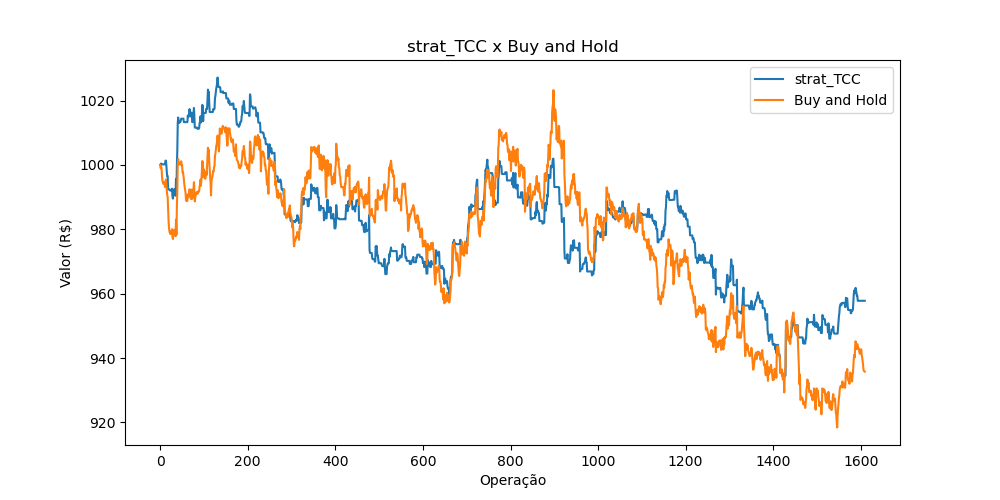 strat_TCC x Buy and Hold
strat_TCC
Buy and Hold
Valor (R$)
1020
1000
980
960
940
920
0 200 400 600 800 1000 1200 1400 1600
Operação